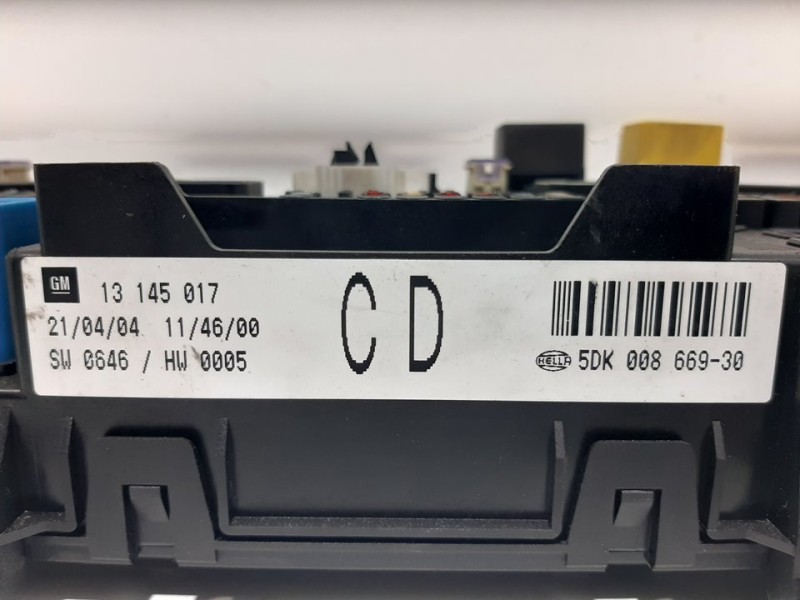 GM 13 145 017
21/04/04 11/46/00
SW 0646 / HW 0005
C D
HELLA 5DK 008 669-30